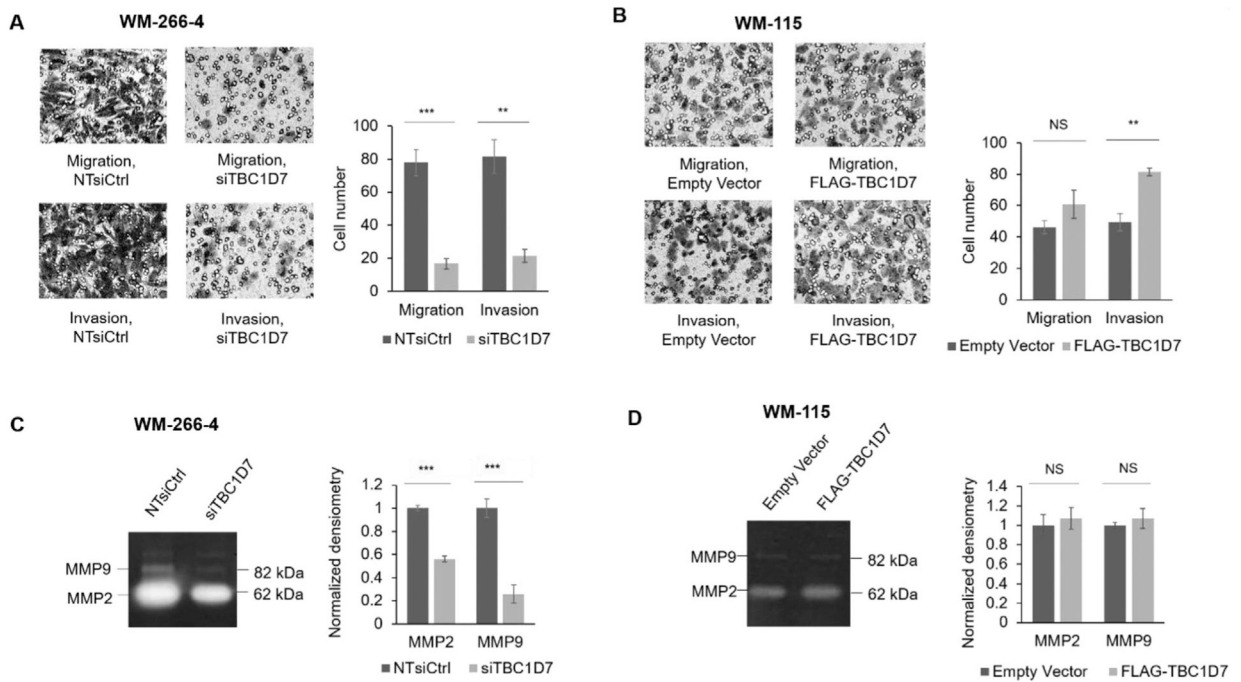 A
WM-266-4
Migration,
NTsiCtrl
Migration,
siTBC1D7
Invasion,
NTsiCtrl
Invasion,
siTBC1D7
Cell number
100
80
60
40
20
0
***
**
Migration
Invasion
NTsiCtrl
siTBC1D7
B
WM-115
Migration,
Empty Vector
Migration,
FLAG-TBC1D7
Invasion,
Empty Vector
Invasion,
FLAG-TBC1D7
Cell number
100
80
60
40
20
0
NS
**
Migration
Invasion
Empty Vector
FLAG-TBC1D7
C
WM-266-4
NTsiCtrl
siTBC1D7
MMP9
82 kDa
MMP2
62 kDa
Normalized densiometry
1.2
1
0.8
0.6
0.4
0.2
0
***
***
MMP2
MMP9
NTsiCtrl
siTBC1D7
D
WM-115
Empty Vector
FLAG-TBC1D7
MMP9
82 kDa
MMP2
62 kDa
Normalized densiometry
1.4
1.2
1
0.8
0.6
0.4
0.2
0
NS
NS
MMP2
MMP9
Empty Vector
FLAG-TBC1D7